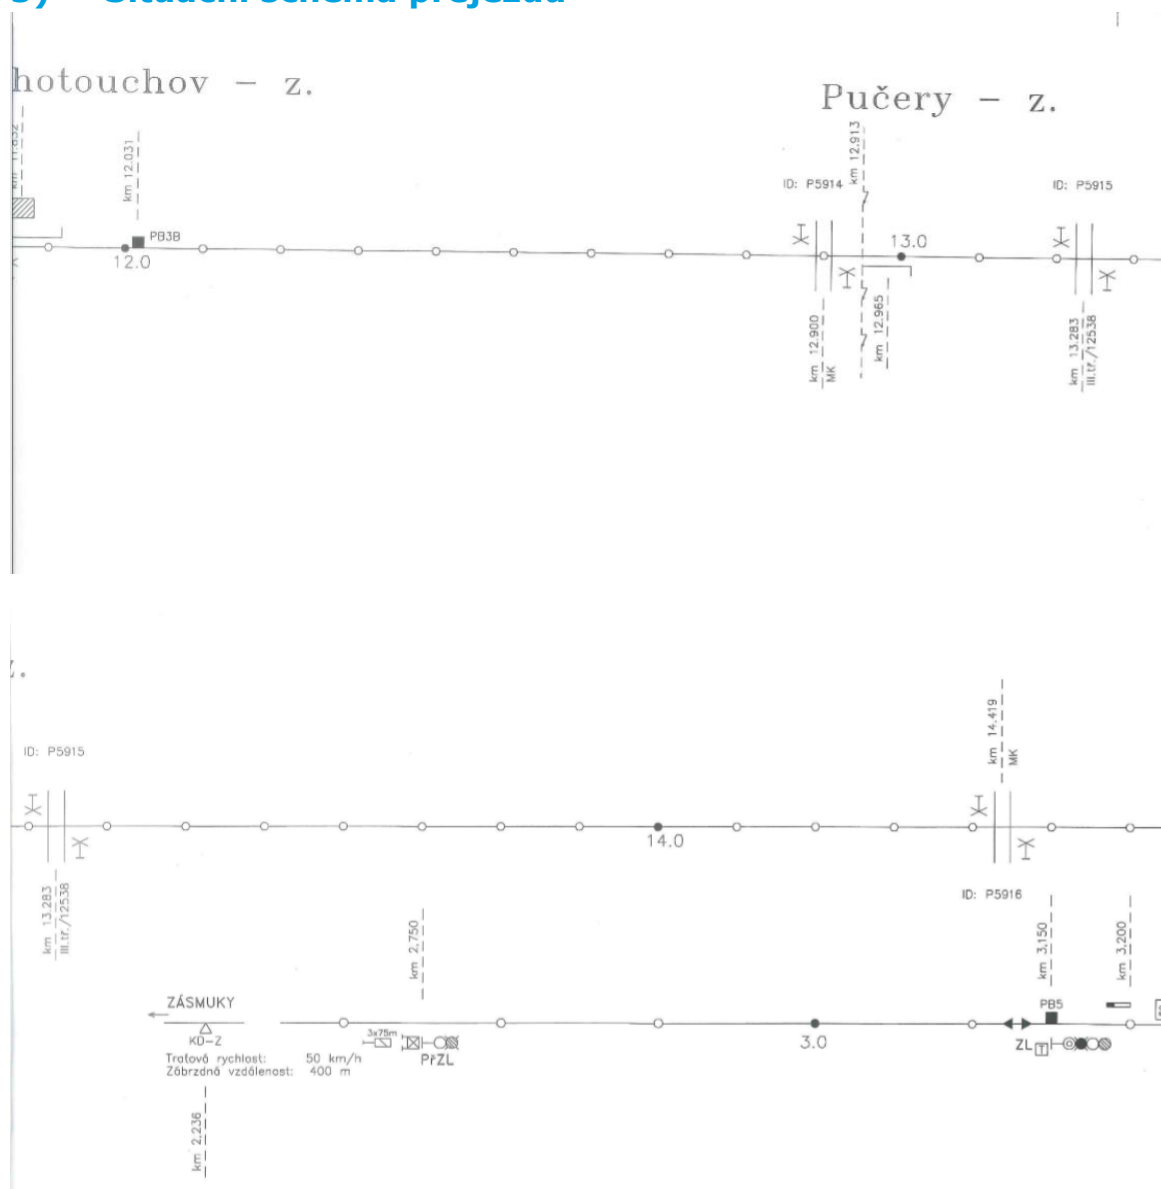 hotouchov - z.
Pučery - z.
km 12.031
km 12.913
ID: P5914
ID: P5915
PB3B
12.0
13.0
km 12.900
MK
km 12.965
km 13.283
III.tř./12538
z.
km 14.419
MK
ID: P5915
14.0
km 13.283
III.tř./12538
ID: P5916
km 2.750
km 3.150
km 3.200
ZÁSMUKY
PB5
KD-Z
3x75m
PřZL
3.0
ZL T
Traťová rychlost: 50 km/h
Zábrzdná vzdálenost: 400 m
km 2.236